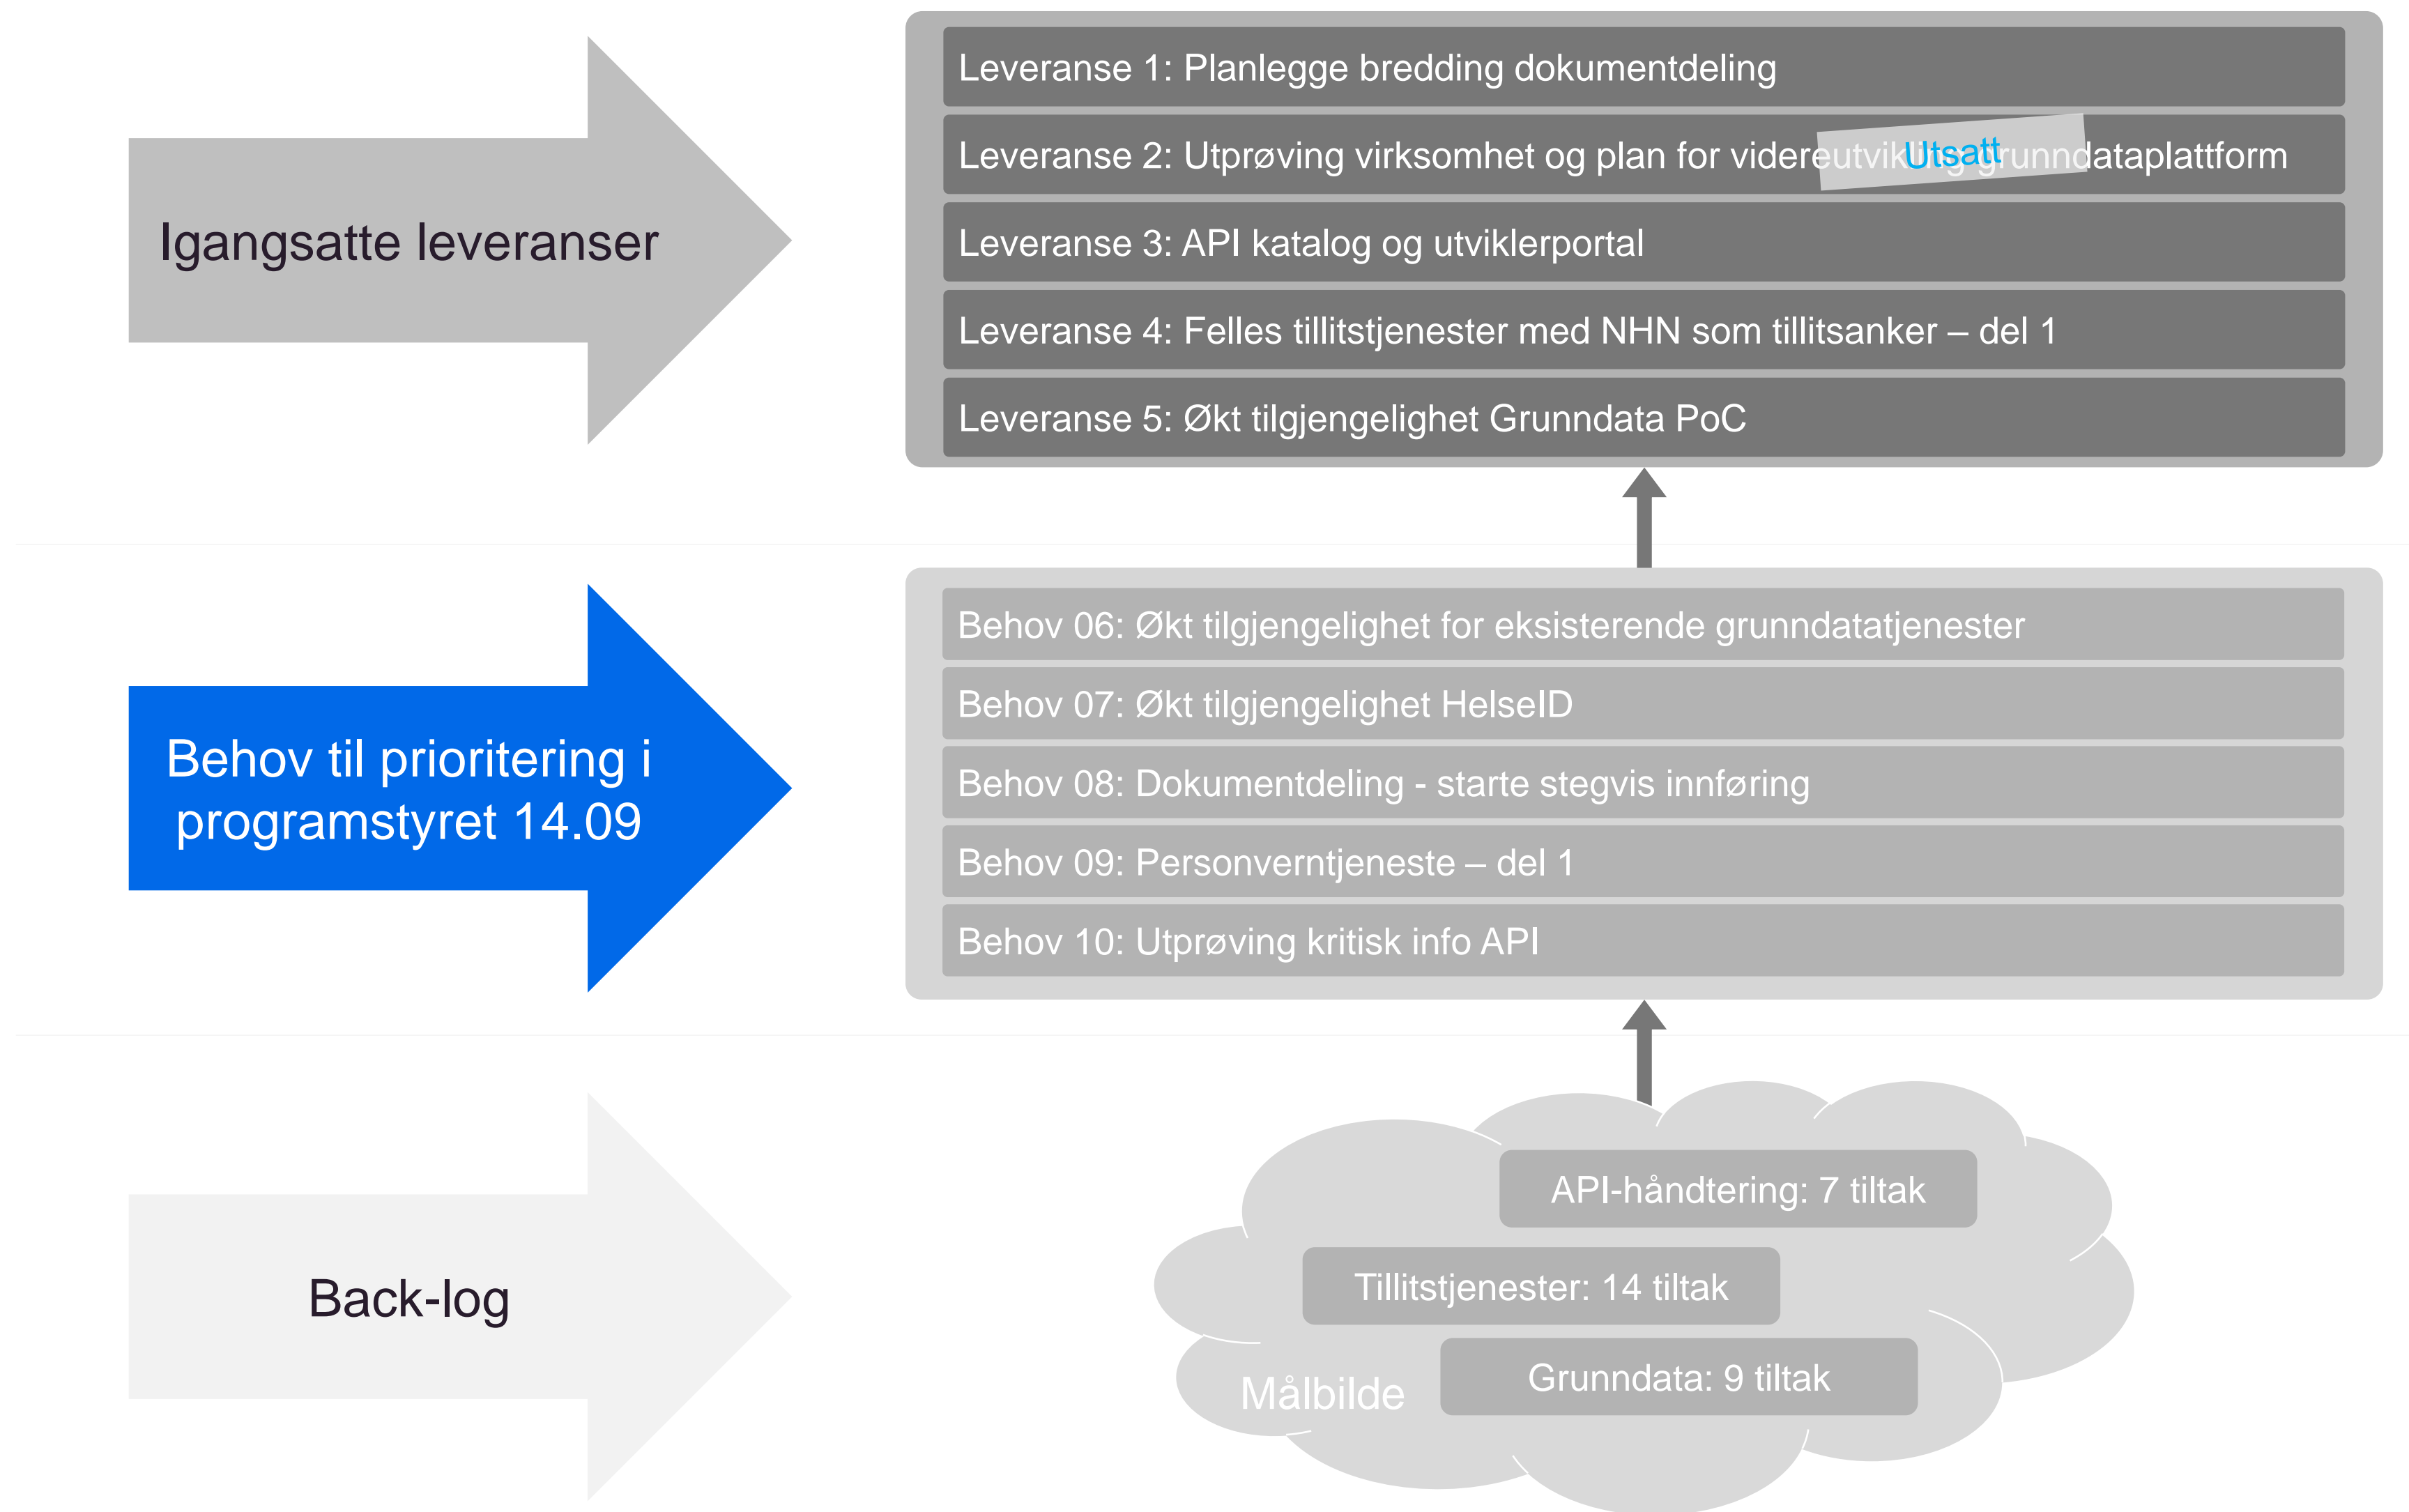 Igangsatte leveranser
Leveranse 1: Planlegge bredding dokumentdeling
Leveranse 2: Utprøving virksomhet og plan for videreutvikling grunndataplattform
Utsatt
Leveranse 3: API katalog og utviklerportal
Leveranse 4: Felles tillitstjenester med NHN som tillitsanker – del 1
Leveranse 5: Økt tilgjengelighet Grunndata PoC
Behov til prioritering i
programstyret 14.09
Behov 06: Økt tilgjengelighet for eksisterende grunndatatjenester
Behov 07: Økt tilgjengelighet HelseID
Behov 08: Dokumentdeling - starte stegvis innføring
Behov 09: Personverntjeneste – del 1
Behov 10: Utprøving kritisk info API
Back-log
API-håndtering: 7 tiltak
Tillitstjenester: 14 tiltak
Grunndata: 9 tiltak
Målbilde